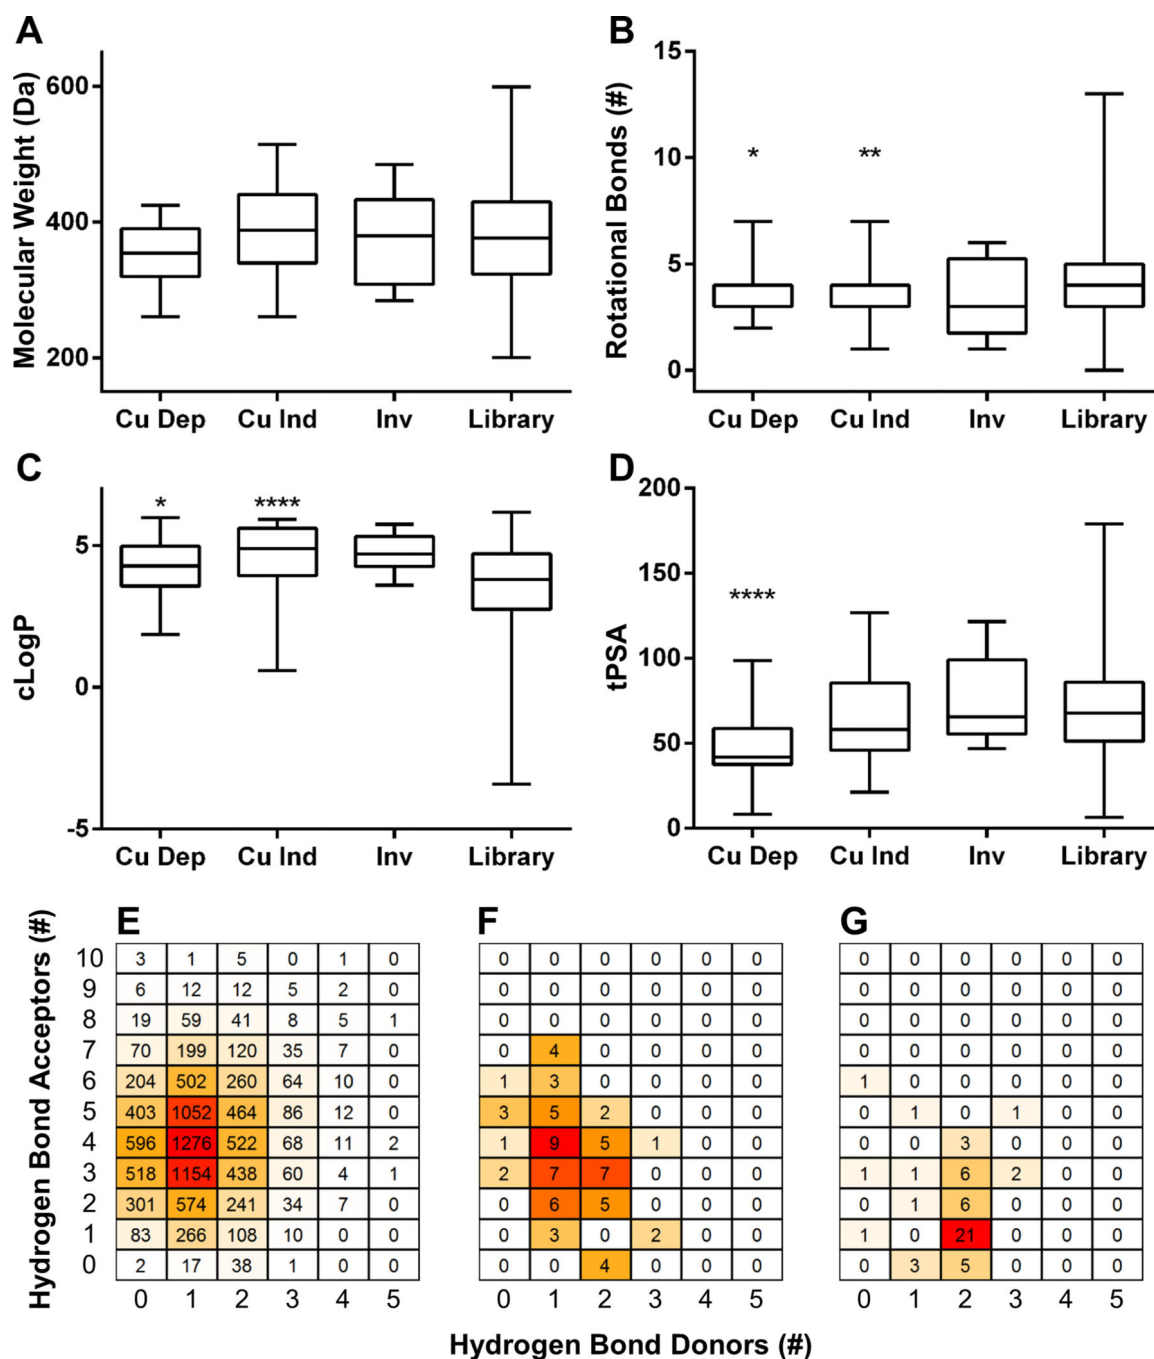 A
B
Molecular Weight (Da)
600
400
200
Cu Dep Cu Ind Inv Library
Rotational Bonds (#)
15
10
5
0
* **
Cu Dep Cu Ind Inv Library
C
D
cLogP
5
0
-5
* ****
Cu Dep Cu Ind Inv Library
tPSA
200
150
100
50
0
****
Cu Dep Cu Ind Inv Library
E
F
G
Hydrogen Bond Acceptors (#)
10 3 1 5 0 1 0 0 0 0 0 0 0 0 0 0 0 0 0
9 6 12 12 5 2 0 0 0 0 0 0 0 0 0 0 0 0 0
8 19 59 41 8 5 1 0 0 0 0 0 0 0 0 0 0 0 0
7 70 199 120 35 7 0 0 4 0 0 0 0 0 0 0 0 0 0
6 204 502 260 64 10 0 1 3 0 0 0 0 1 0 0 0 0 0
5 403 1052 464 86 12 0 3 5 2 0 0 0 0 1 0 1 0 0
4 596 1276 522 68 11 2 1 9 5 1 0 0 0 0 3 0 0 0
3 518 1154 438 60 4 1 2 7 7 0 0 0 1 1 6 2 0 0
2 301 574 241 34 7 0 0 6 5 0 0 0 0 1 6 0 0 0
1 83 266 108 10 0 0 0 3 0 2 0 0 1 0 21 0 0 0
0 2 17 38 1 0 0 0 0 4 0 0 0 0 3 5 0 0 0
0 1 2 3 4 5 0 1 2 3 4 5 0 1 2 3 4 5
Hydrogen Bond Donors (#)